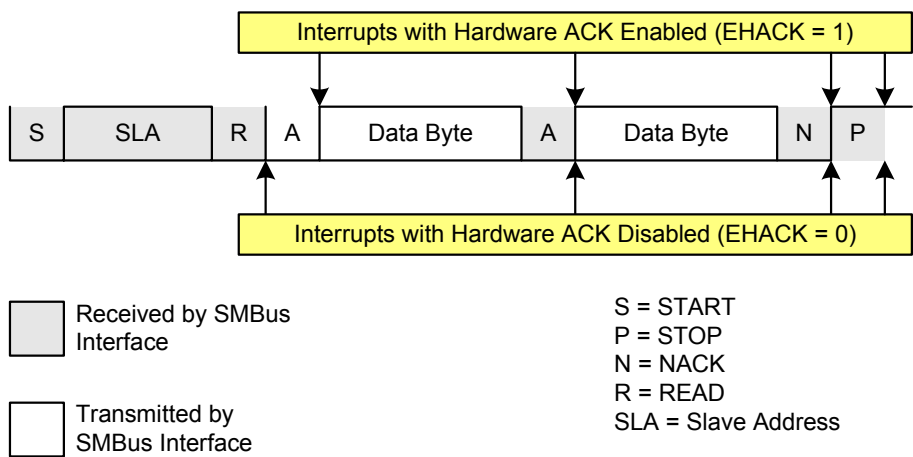 Interrupts with Hardware ACK Enabled (EHACK = 1)
S SLA R A Data Byte A Data Byte N P
Interrupts with Hardware ACK Disabled (EHACK = 0)
Received by SMBus
Interface
Transmitted by
SMBus Interface
S = START
P = STOP
N = NACK
R = READ
SLA = Slave Address